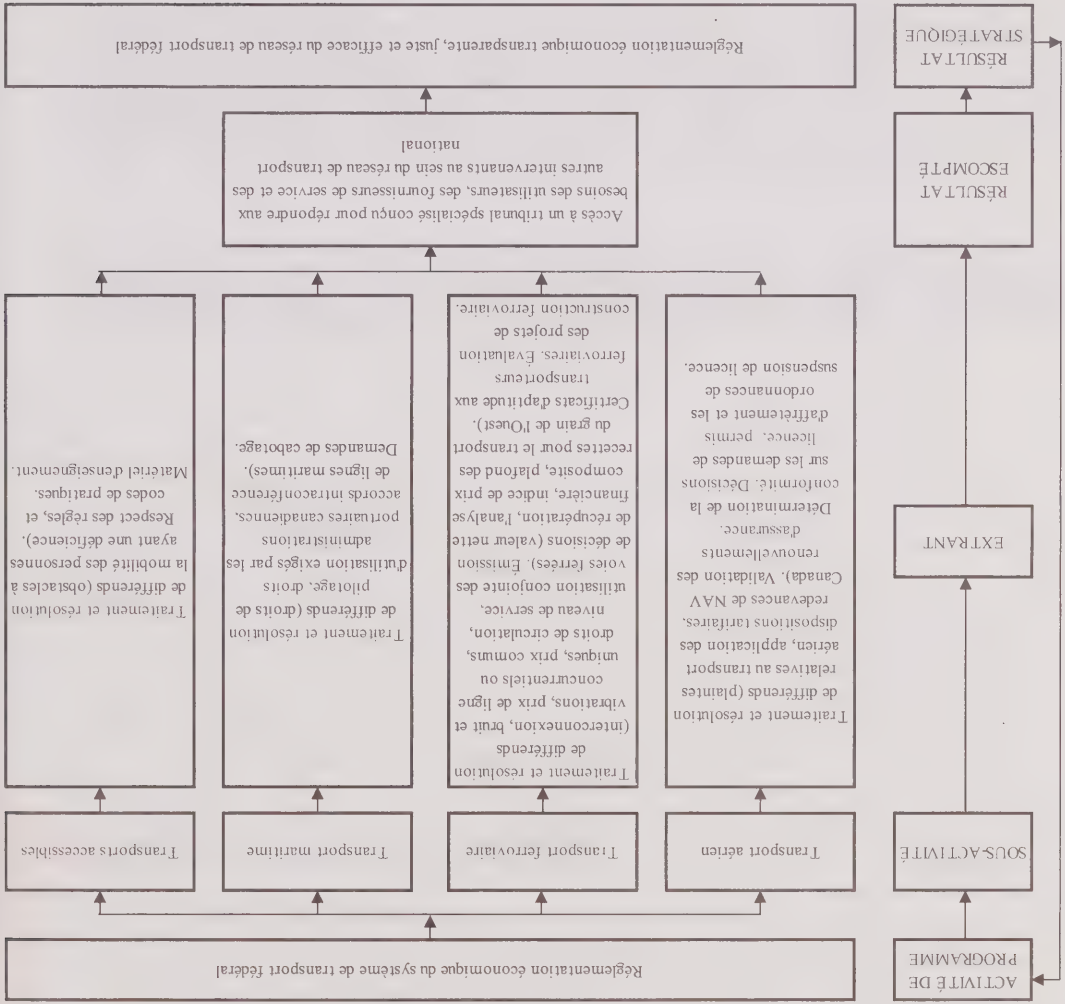 ACTIVITÉ DE
PROGRAMME
Réglementation économique du système de transport fédéral
SOUS-ACTIVITÉ
Transport aérien
Transport ferroviaire
Transport maritime
Transports accessibles
EXTRANT
Traitement et résolution
de différends (plaintes
relatives au transport
aérien, application des
dispositions tarifaires.
redevances de NAV
Canada). Validation des
renouvellements
d'assurance.
Détermination de la
conformité. Décisions
sur les demandes de
licence. permis
d'affrètement et les
ordonnances de
suspension de licence.
Traitement et résolution
de différends
(interconnexion, bruit et
vibrations, prix de ligne
concurrentiels ou
uniques, prix communs,
droits de circulation,
niveau de service,
utilisation conjointe des
voies ferrées). Émission
de décisions (valeur nette
de récupération, l'analyse
financière, indice de prix
composite, plafond des
recettes pour le transport
du grain de l'Ouest).
Certificats d'aptitude aux
transporteurs
ferroviaires. Évaluation
des projets de
construction ferroviaire.
Traitement et résolution
de différends (droits de
pilotage. droits
d'utilisation exigés par les
administrations
portuaires canadiennes,
accords intraconférence
de lignes maritimes).
Demandes de cabotage.
Traitement et résolution
de différends (obstacles à
la mobilité des personnes
ayant une déficience).
Respect des règles, et
codes de pratiques.
Matériel d'enseignement.
RÉSULTAT
ESCOMPTÉ
Accès à un tribunal spécialisé conçu pour répondre aux
besoins des utilisateurs, des fournisseurs de service et des
autres intervenants au sein du réseau de transport
national
RÉSULTAT
STRATÉGIQUE
Réglementation économique transparente, juste et efficace du réseau de transport fédéral